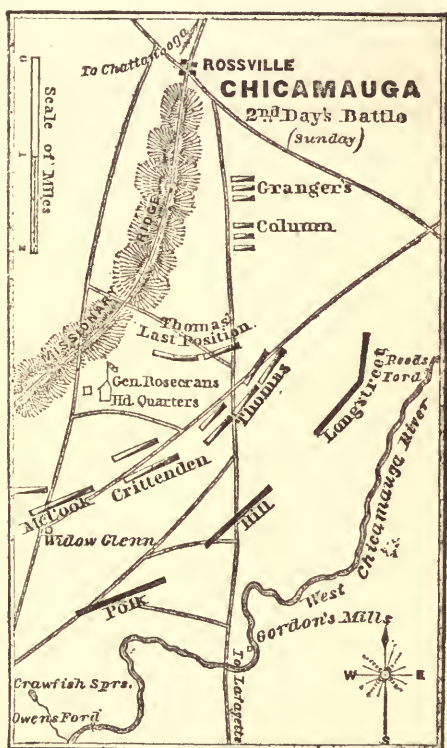 To Chattanooga
ROSSVILLE
CHICAMAUGA
2nd Day's Battle
(Sunday)
Scale of Miles
0
1
2
Granger's
Column
MISSIONARY RIDGE
Thomas'
Last Position
Gen. Rosecrans
Hd. Quarters
Thomas
Longstreet
Reeds
Ford
Crittenden
McCook
Widow Glenn
Hill
Polk
West Chicamauga River
Gordon's Mills
To Lafayette
Crawfish Sprs.
Owens Ford
W
E
S